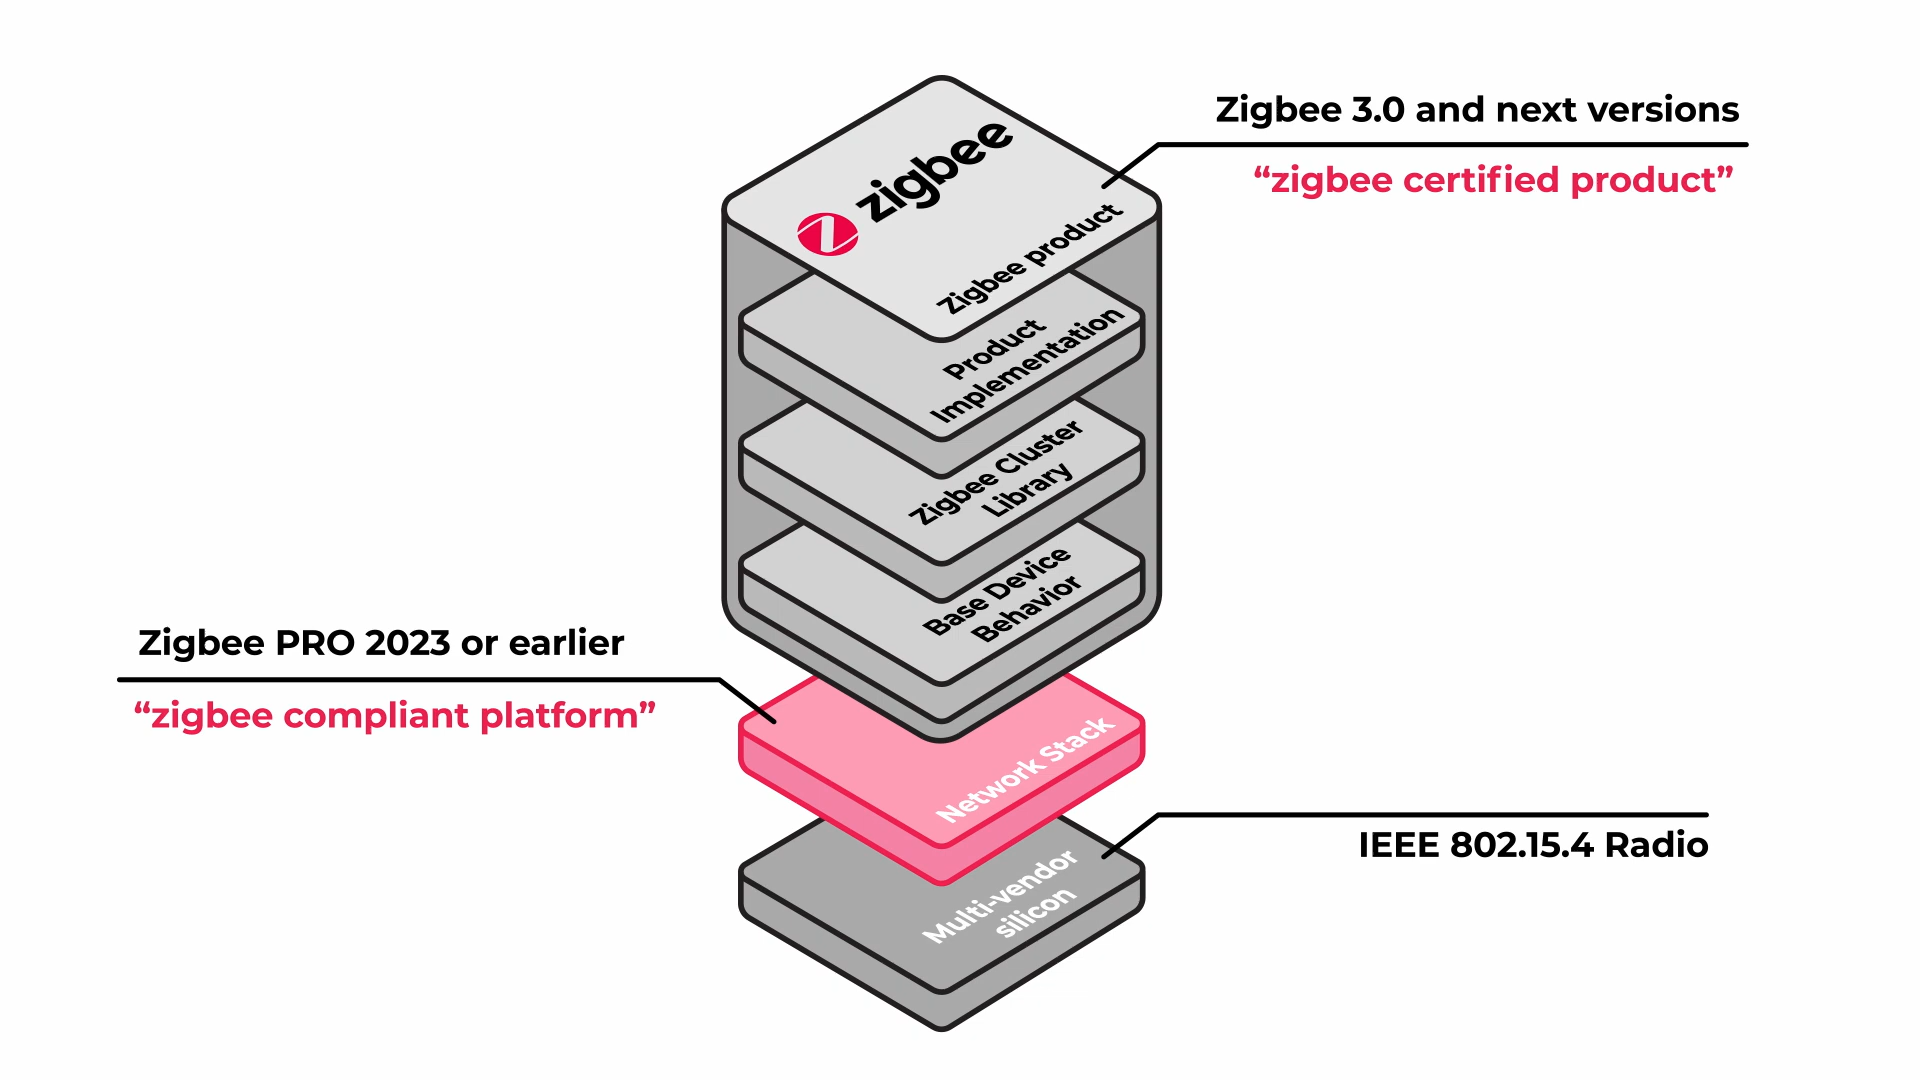 Zigbee 3.0 and next versions
“zigbee certified product”
zigbee
Zigbee product
Product
Implementation
Zigbee Cluster
Library
Base Device
Behavior
Zigbee PRO 2023 or earlier
“zigbee compliant platform”
Network Stack
IEEE 802.15.4 Radio
Multi-vendor
silicon